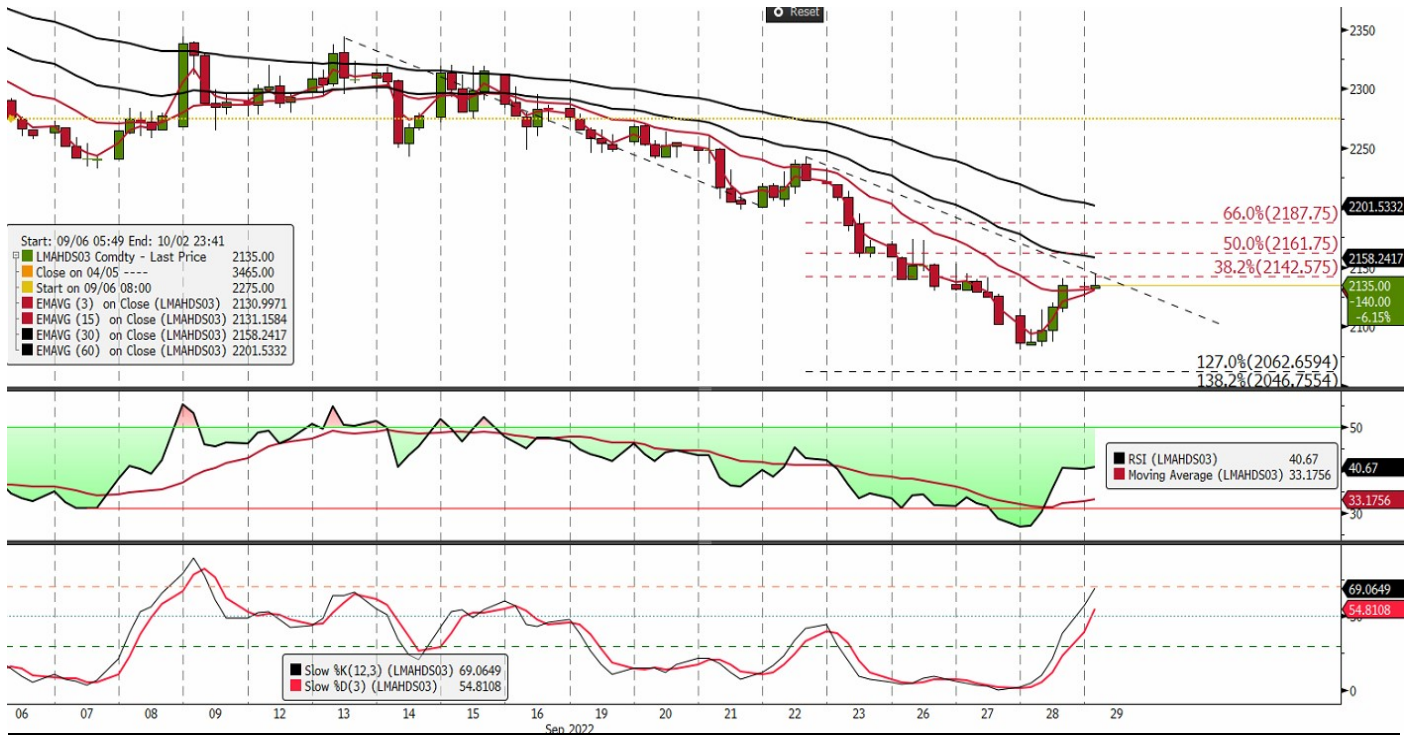 Reset
2350
2300
2250
66.0%(2187.75)
2201.5332
50.0%(2161.75)
2158.2417
38.2%(2142.575)
2150
2135.00
-140.00
-6.15%
2100
127.0%(2062.6594)
138.2%(2046.7554)
Start: 09/06 05:49 End: 10/02 23:41
LMAHDS03 Comdty - Last Price 2135.00
Close on 04/05 ---- 3465.00
Start on 09/06 08:00 2275.00
EMAVG (3) on Close (LMAHDS03) 2130.9971
EMAVG (15) on Close (LMAHDS03) 2131.1584
EMAVG (30) on Close (LMAHDS03) 2158.2417
EMAVG (60) on Close (LMAHDS03) 2201.5332
50
RSI (LMAHDS03) 40.67
Moving Average (LMAHDS03) 33.1756
40.67
33.1756
30
69.0649
54.8108
Slow %K(12,3) (LMAHDS03) 69.0649
Slow %D(3) (LMAHDS03) 54.8108
0
06 07 08 09 12 13 14 15 16 19 20 21 22 23 26 27 28 29
Sep 2022